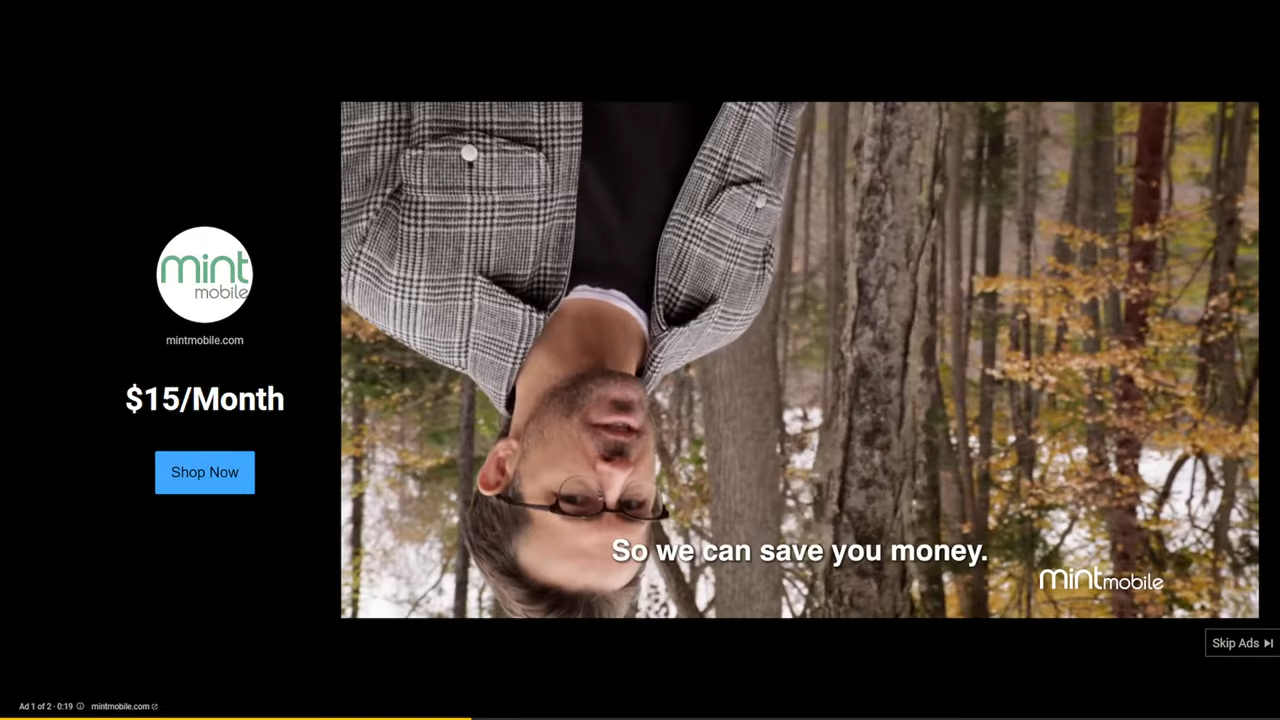 mint
mobile
mintmobile.com
$15/Month
Shop Now
So we can save you money.
mintmobile
Skip Ads
Ad 1 of 2 · 0:19 mintmobile.com